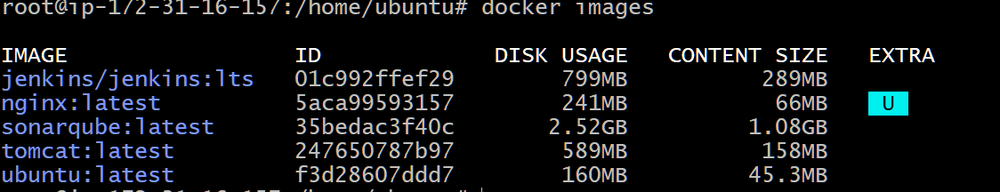 root@ip-172-31-16-157:/home/ubuntu# docker images
IMAGE ID DISK USAGE CONTENT SIZE EXTRA
jenkins/jenkins:lts 01c992ffef29 799MB 289MB
nginx:latest 5aca99593157 241MB 66MB U
sonarqube:latest 35bedac3f40c 2.52GB 1.08GB
tomcat:latest 247650787b97 589MB 158MB
ubuntu:latest f3d28607ddd7 160MB 45.3MB